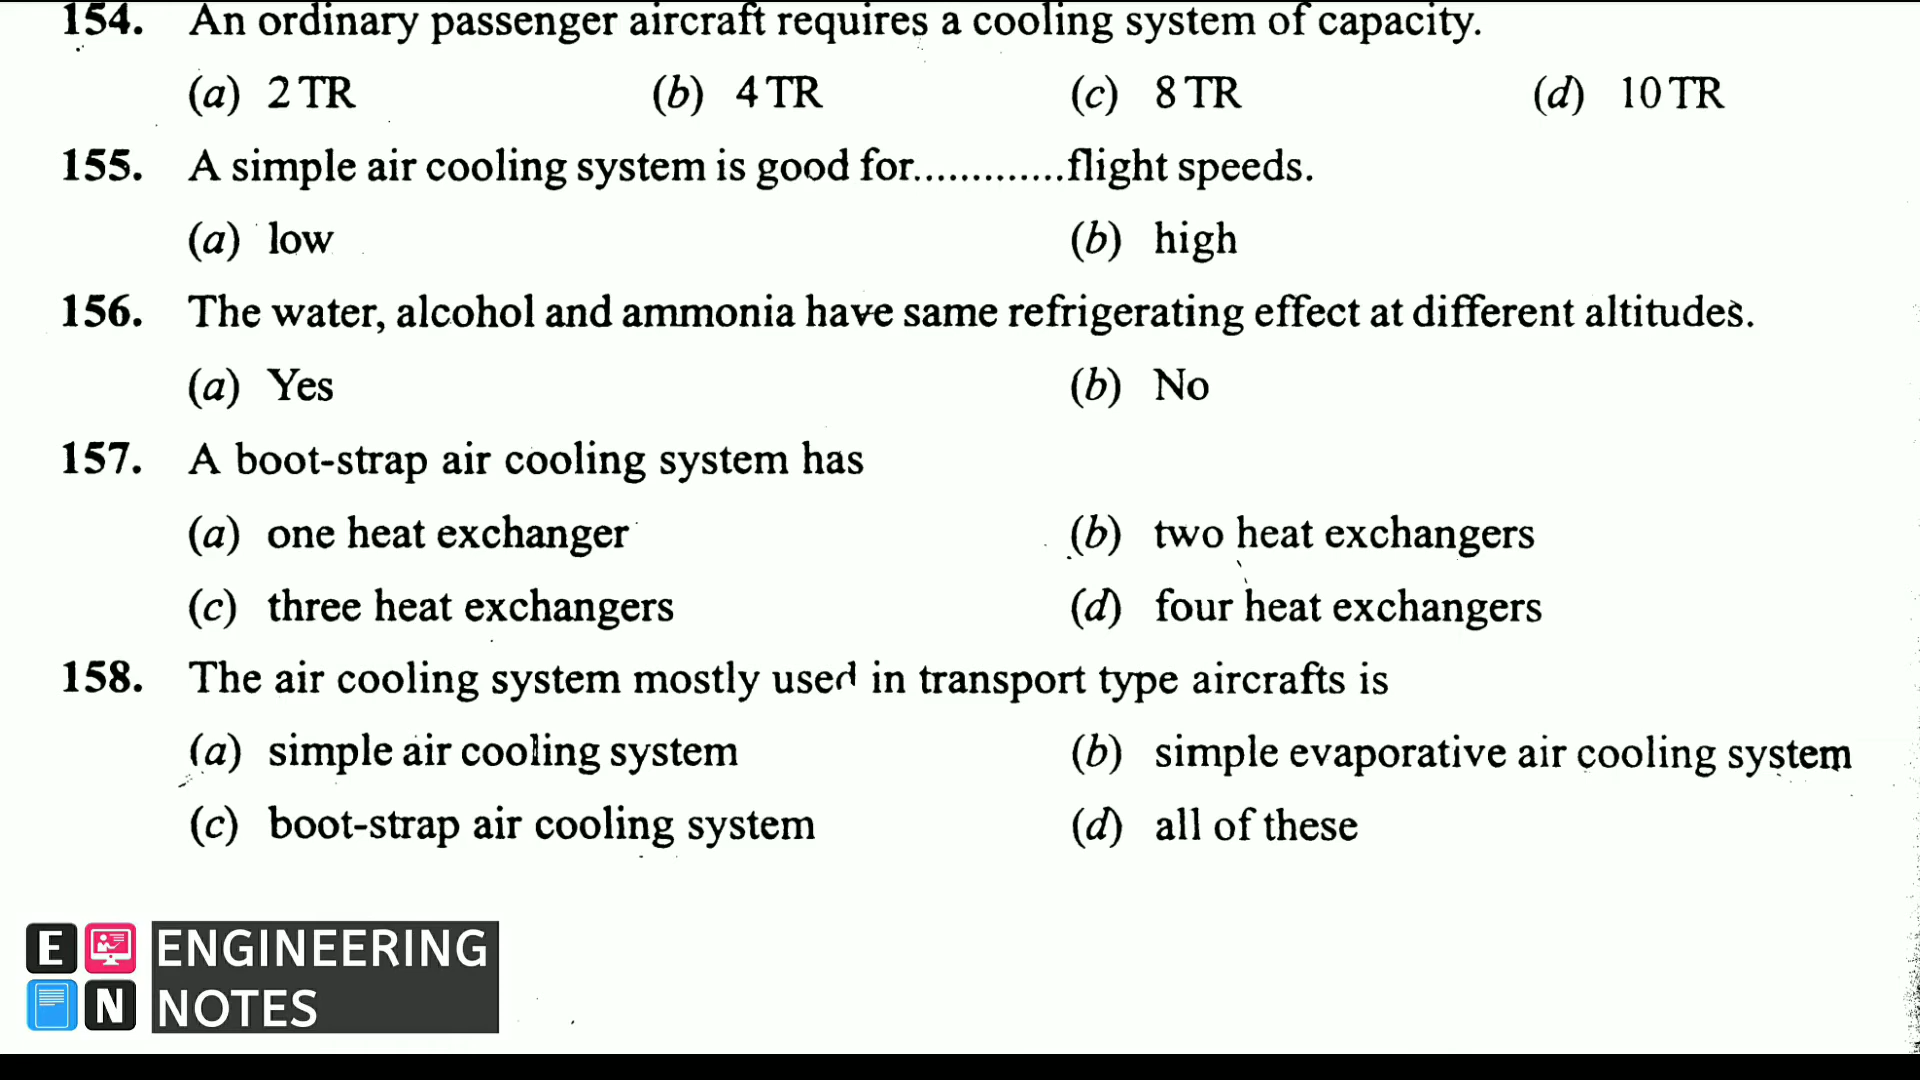 154. An ordinary passenger aircraft requires a cooling system of capacity.
(a) 2 TR (b) 4 TR (c) 8 TR (d) 10 TR
155. A simple air cooling system is good for.............flight speeds.
(a) low (b) high
156. The water, alcohol and ammonia have same refrigerating effect at different altitudes.
(a) Yes (b) No
157. A boot-strap air cooling system has
(a) one heat exchanger (b) two heat exchangers
(c) three heat exchangers (d) four heat exchangers
158. The air cooling system mostly used in transport type aircrafts is
(a) simple air cooling system (b) simple evaporative air cooling system
(c) boot-strap air cooling system (d) all of these
E ENGINEERING
N NOTES